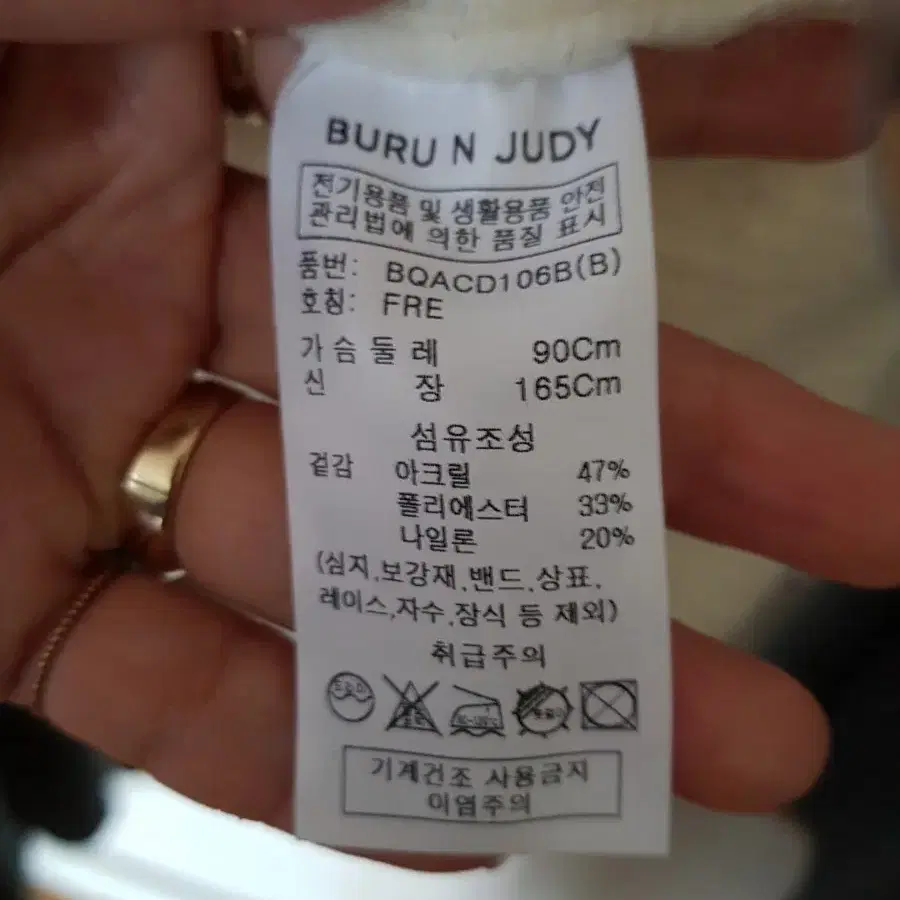 BURU N JUDY
전기용품 및 생활용품 안전
관리법에 의한 품질 표시
품번: BQACD106B(B)
호칭: FRE
가슴둘레 90Cm
신 장 165Cm
섬유조성
겉감 아크릴 47%
폴리에스터 33%
나일론 20%
(심지,보강재,밴드,상표,
레이스,자수,장식 등 제외)
취급주의
기계건조 사용금지
이염주의